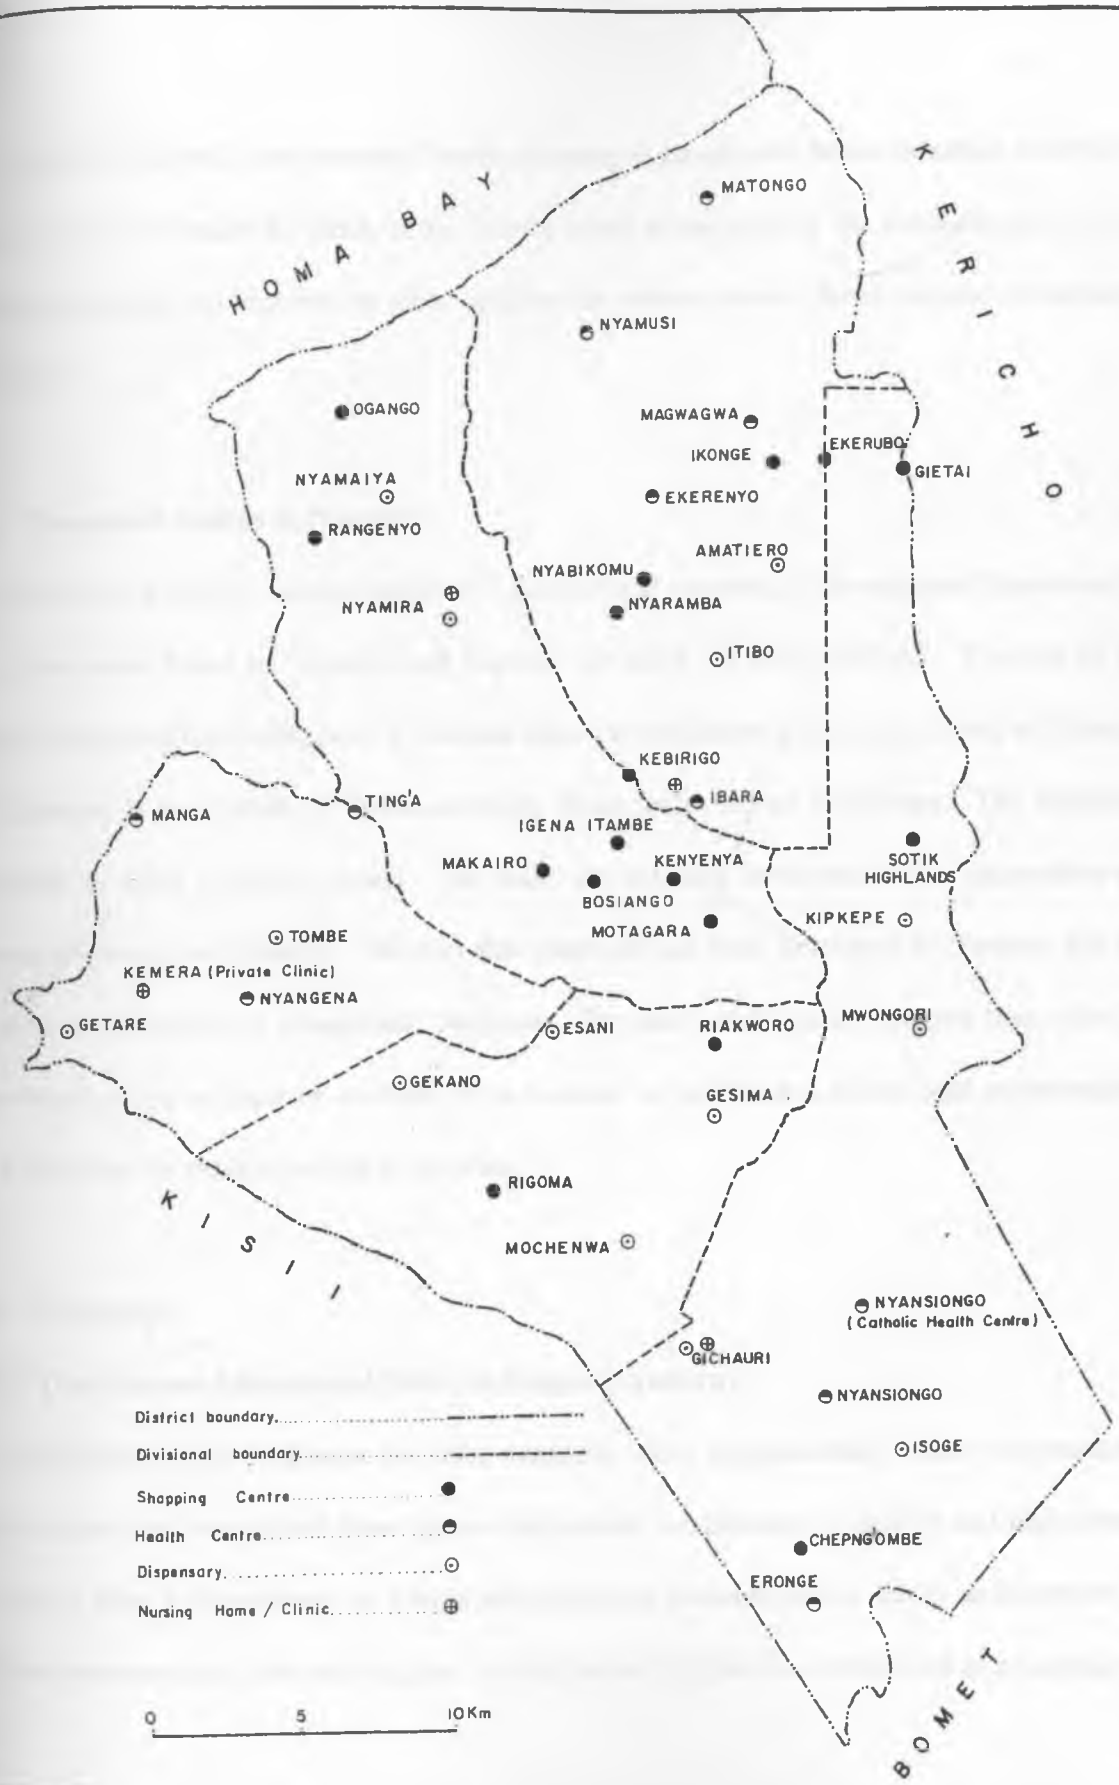 HOMA BAY
KERICHO
MATONGO
NYAMUSI
OGANGO
MAGWAGWA
IKONGE
EKERUBO
GIETAI
NYAMAIYA
EKERENYO
RANGENYO
AMATIERO
NYABIKOMU
NYAMIRA
NYARAMBA
ITIBO
KEBIRIGO
IBARA
TING'A
MANGA
IGENA ITAMBE
MAKAIRO
KENYENYA
BOSIANGO
SOTIK
HIGHLANDS
MOTAGARA
KIPKEPE
TOMBE
KEMERA (Private Clinic)
NYANGENA
GETARE
ESANI
RIAKWORO
MWONGORI
GEKANO
GESIMA
RIGOMA
KISII
MOCHENWA
NYANSIONGO
(Catholic Health Centre)
GICHAURI
NYANSIONGO
ISOGE
CHEPNGOMBE
ERONGE
BOMET
District boundary
Divisional boundary
Shopping Centre
Health Centre
Dispensary
Nursing Home / Clinic
0 5 10Km